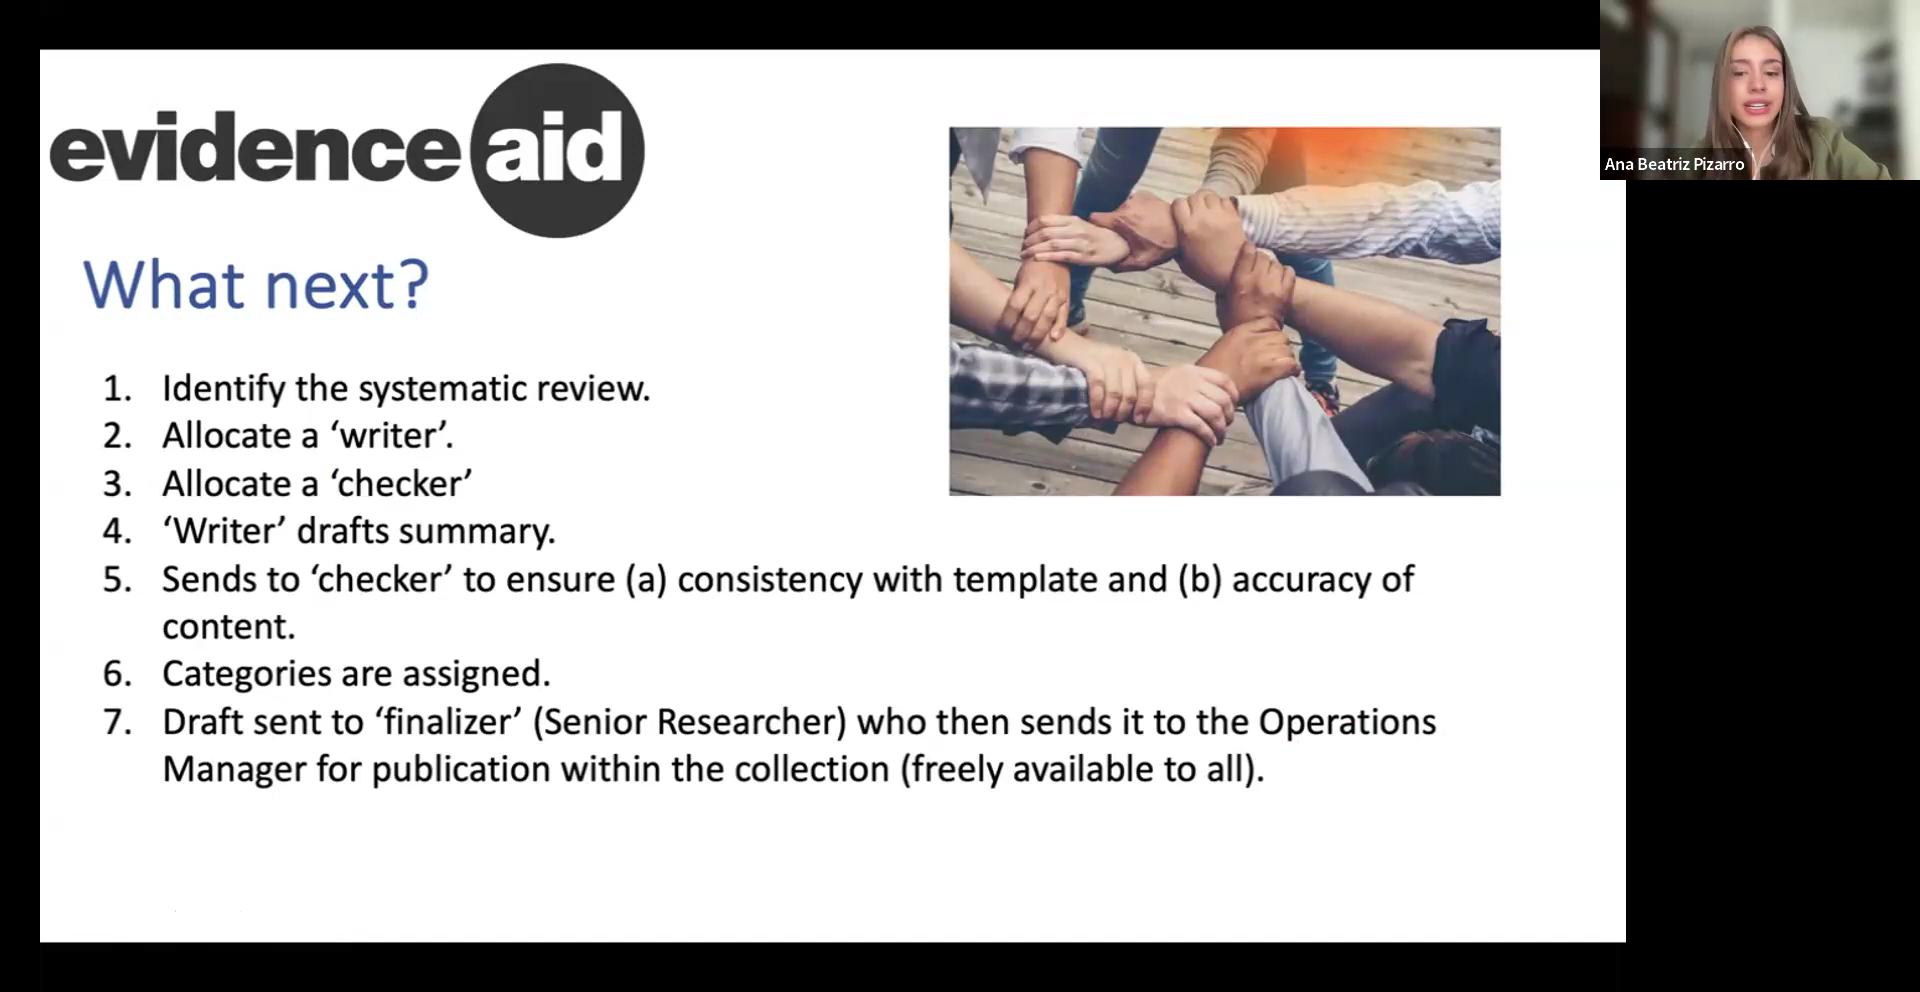 evidence aid
Ana Beatriz Pizarro
What next?
1. Identify the systematic review.
2. Allocate a ‘writer’.
3. Allocate a ‘checker’
4. ‘Writer’ drafts summary.
5. Sends to ‘checker’ to ensure (a) consistency with template and (b) accuracy of
content.
6. Categories are assigned.
7. Draft sent to ‘finalizer’ (Senior Researcher) who then sends it to the Operations
Manager for publication within the collection (freely available to all).